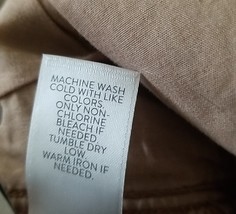 MACHINE WASH
COLD WITH LIKE
COLORS.
ONLY NON-
CHLORINE
BLEACH IF
NEEDED.
TUMBLE DRY
LOW,
WARM IRON IF
NEEDED.